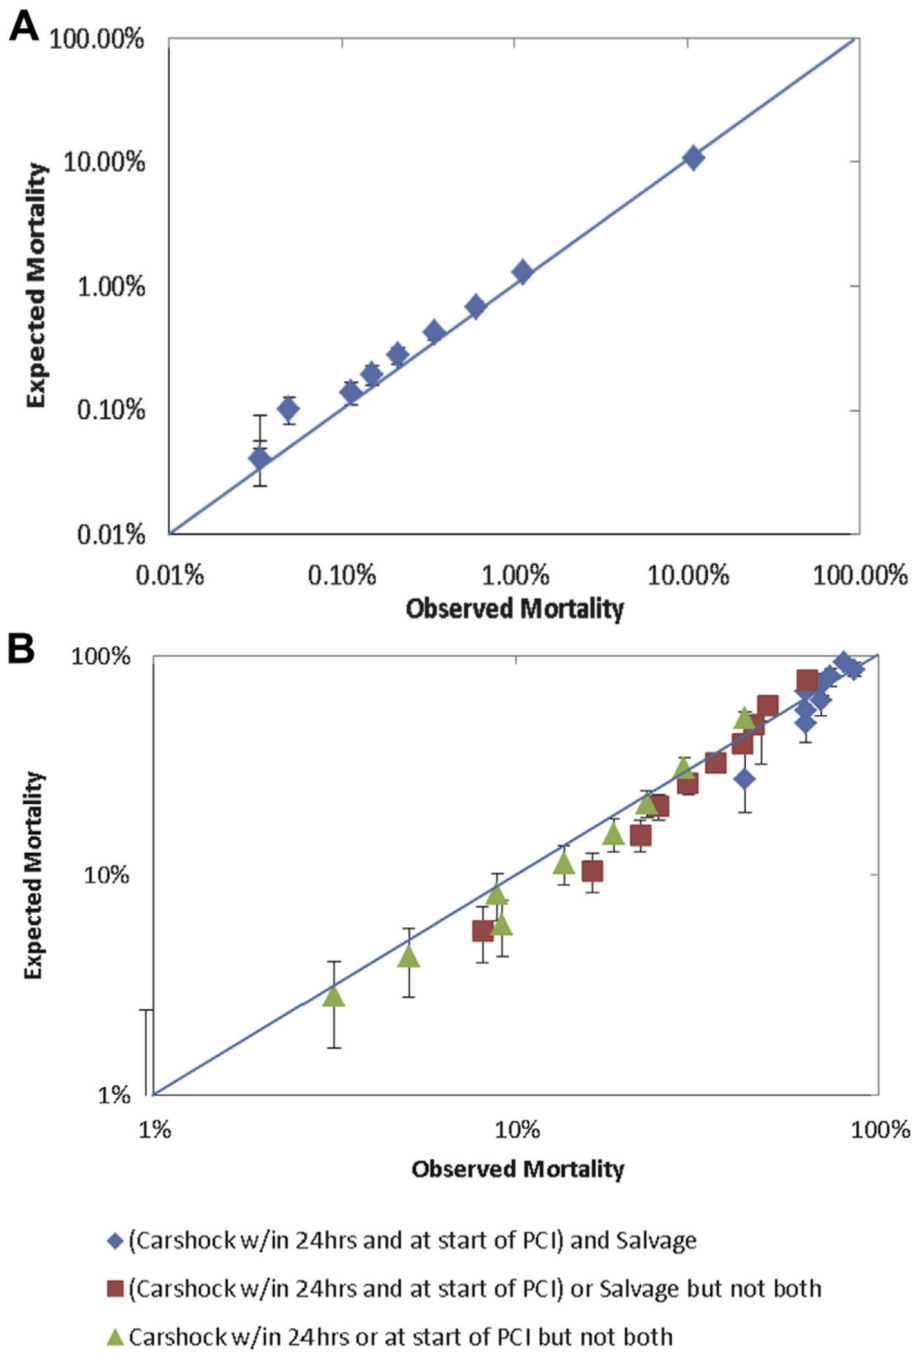 A
100.00%
10.00%
1.00%
0.10%
0.01%
Expected Mortality
0.01% 0.10% 1.00% 10.00% 100.00%
Observed Mortality
B
100%
10%
1%
Expected Mortality
1% 10% 100%
Observed Mortality
(Carshock w/in 24hrs and at start of PCI) and Salvage
(Carshock w/in 24hrs and at start of PCI) or Salvage but not both
Carshock w/in 24hrs or at start of PCI but not both